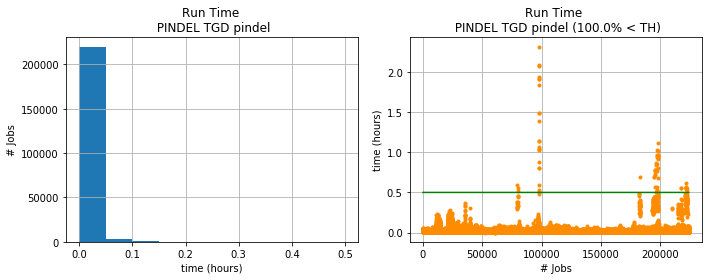 Run Time
PINDEL TGD pindel
# Jobs
200000
150000
100000
50000
0
0.0 0.1 0.2 0.3 0.4 0.5
time (hours)
Run Time
PINDEL TGD pindel (100.0% < TH)
time (hours)
2.0
1.5
1.0
0.5
0.0
0 50000 100000 150000 200000
# Jobs